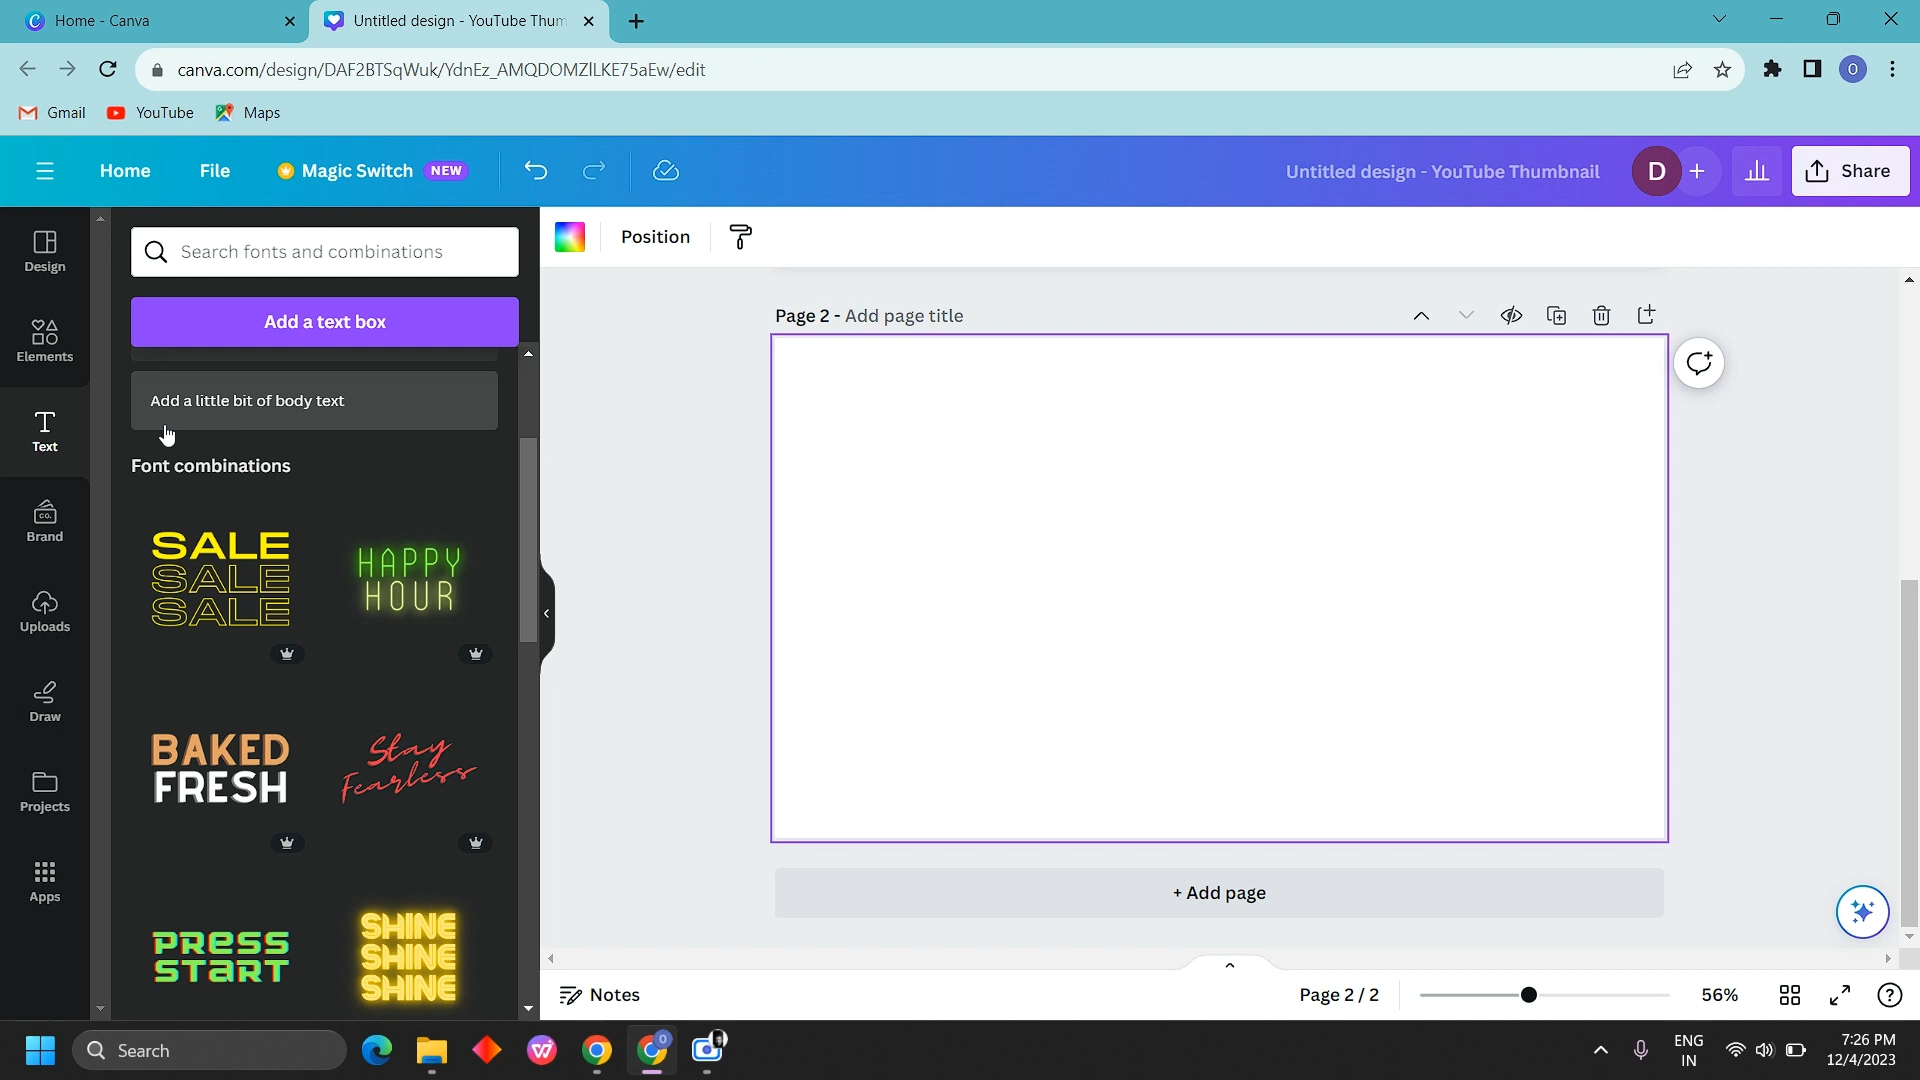 Home - Canva
Untitled design - YouTube Thum
canva.com/design/DAF2BTSqWuk/YdnEz_AMQDOMZlLKE75aEw/edit
O
Gmail
YouTube
Maps
Home
File
Magic Switch
NEW
Untitled design - YouTube Thumbnail
D
Share
Design
Elements
Text
Brand
Uploads
Draw
Projects
Apps
Search fonts and combinations
Add a text box
Add a little bit of body text
Font combinations
SALE
SALE
SALE
HAPPY
HOUR
BAKED
FRESH
Stay
Fearless
PRESS
START
SHINE
SHINE
SHINE
Position
Page 2 - Add page title
+ Add page
Notes
Page 2 / 2
56%
Search
ENG
IN
7:26 PM
12/4/2023